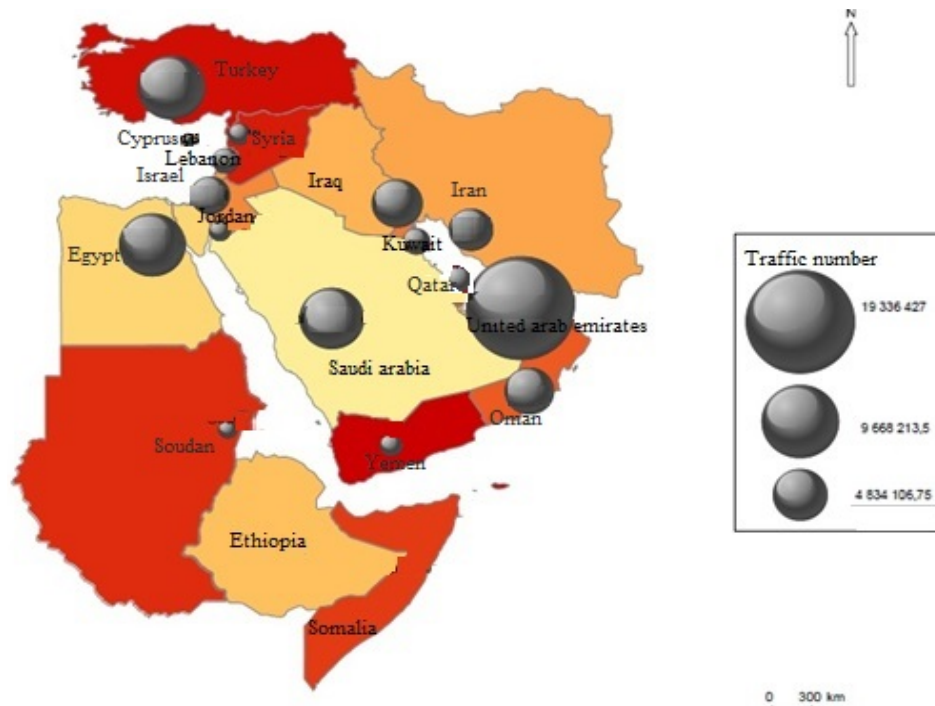 N
Turkey
Cyprus
Syria
Lebanon
Israel
Iraq
Iran
Jordan
Kuwait
Egypt
Qatar
United arab emirates
Saudi arabia
Oman
Soudan
Yemen
Ethiopia
Somalia
Traffic number
19 336 427
9 668 213,5
4 834 106,75
0 300 km